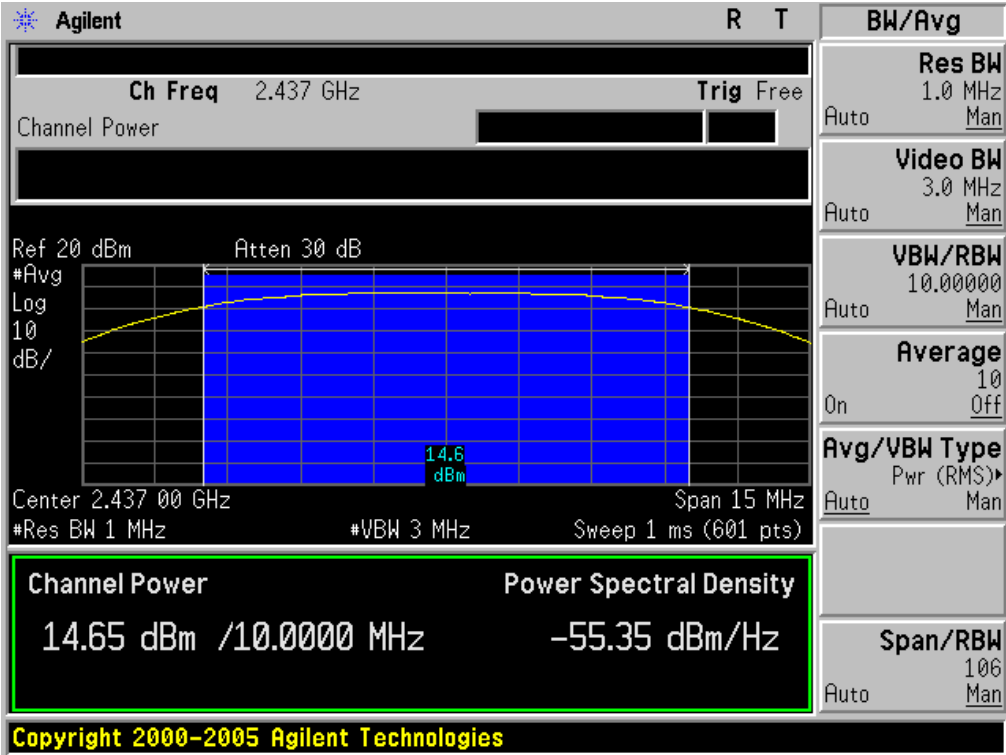 Agilent R T BW/Avg
Ch Freq 2.437 GHz Trig Free
Channel Power
Ref 20 dBm Atten 30 dB
#Avg
Log
10
dB/
14.6
dBm
Center 2.437 00 GHz Span 15 MHz
#Res BW 1 MHz #VBW 3 MHz Sweep 1 ms (601 pts)
Channel Power Power Spectral Density
14.65 dBm /10.0000 MHz -55.35 dBm/Hz
Res BW
1.0 MHz
Auto Man
Video BW
3.0 MHz
Auto Man
VBW/RBW
10.00000
Auto Man
Average
10
On Off
Avg/VBW Type
Pwr (RMS)▸
Auto Man
Span/RBW
106
Auto Man
Copyright 2000-2005 Agilent Technologies